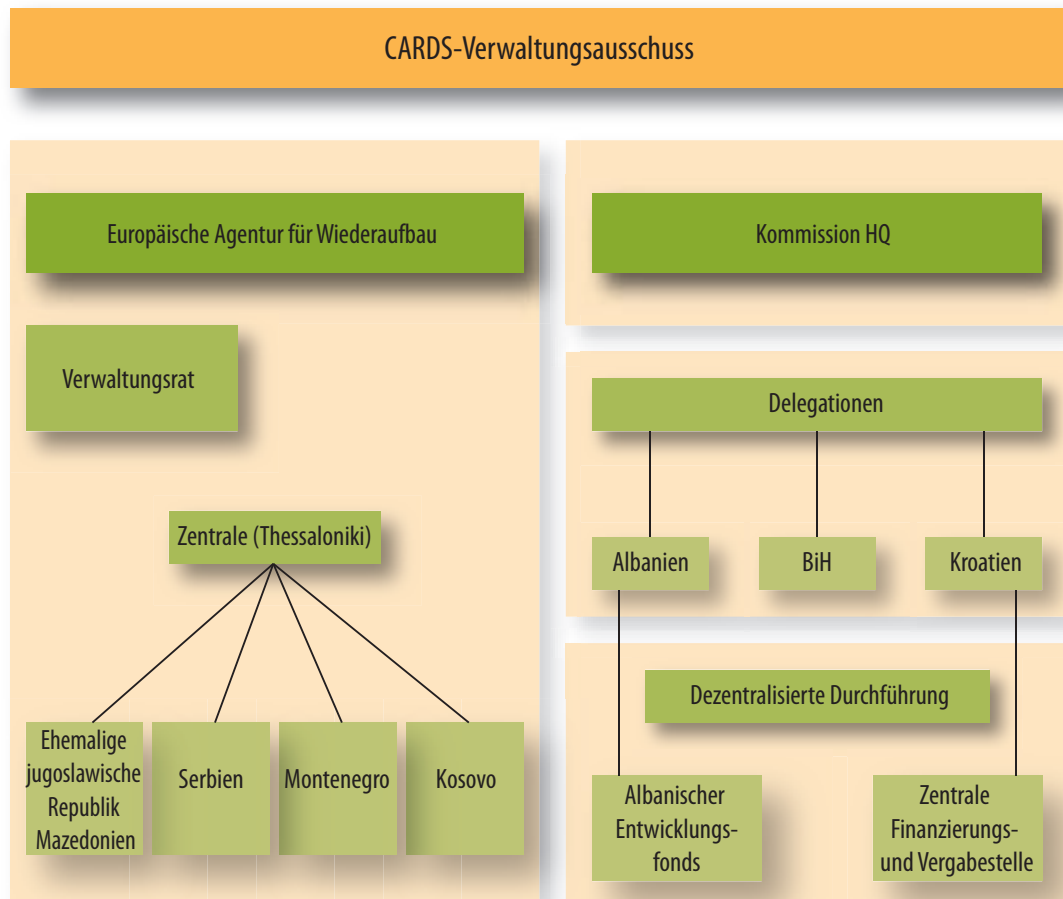 CARDS-Verwaltungsausschuss
Europäische Agentur für Wiederaufbau
Verwaltungsrat
Zentrale (Thessaloniki)
Ehemalige
jugoslawische
Republik
Mazedonien
Serbien
Montenegro
Kosovo
Kommission HQ
Delegationen
Albanien
BiH
Kroatien
Dezentralisierte Durchführung
Albanischer
Entwicklungs-
fonds
Zentrale
Finanzierungs-
und Vergabestelle